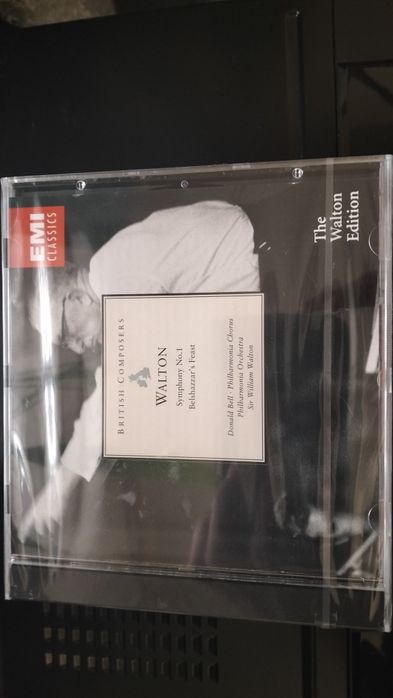 EMI
CLASSICS
BRITISH COMPOSERS
WALTON
Symphony No.1
Belshazzar's Feast
Donald Bell · Philharmonia Chorus
Philharmonia Orchestra
Sir William Walton
The
Walton
Edition